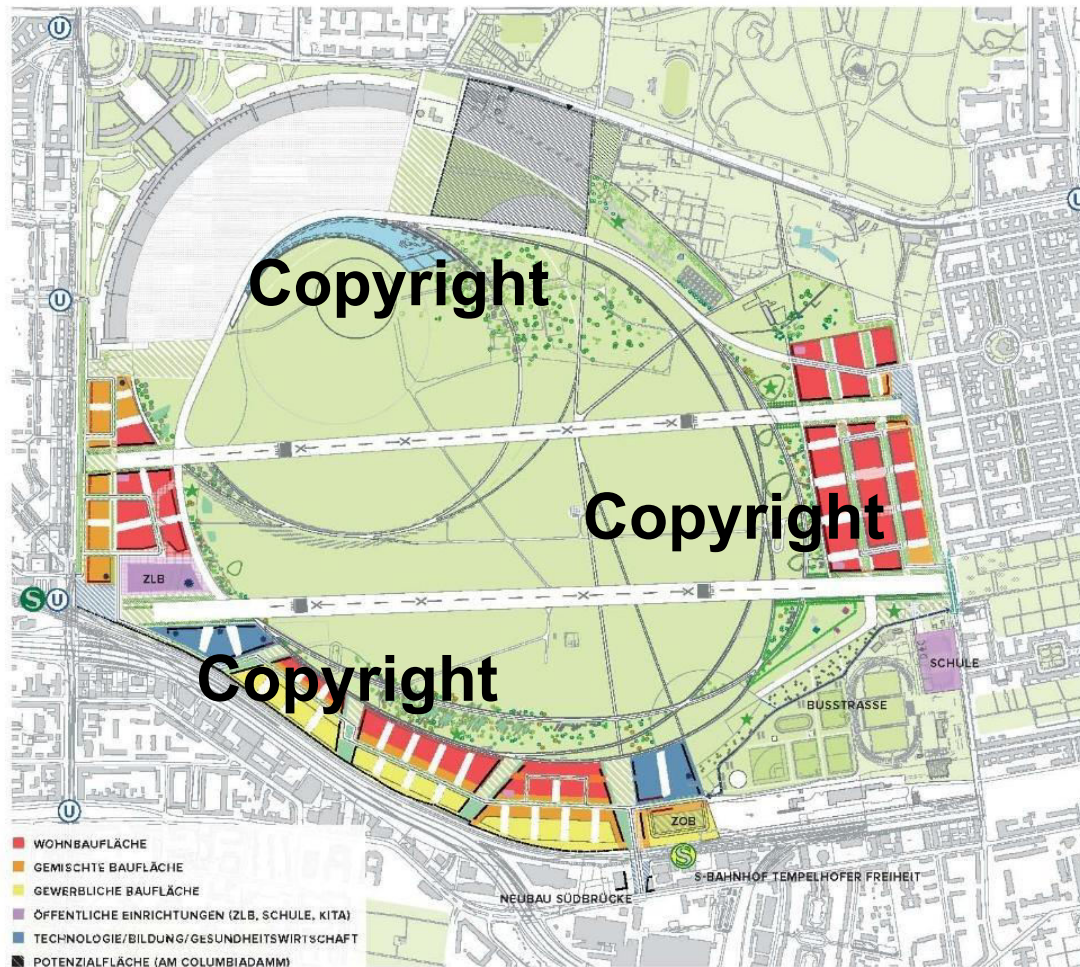 U
U
U
Copyright
Copyright
ZLB
S U
SCHULE
Copyright
BUSSTRASSE
U
ZOB
S
S-BAHNHOF TEMPELHOFER FREIHEIT
NEUBAU SÜDBRÜCKE
WOHNBAUFLÄCHE
GEMISCHTE BAUFLÄCHE
GEWERBLICHE BAUFLÄCHE
ÖFFENTLICHE EINRICHTUNGEN (ZLB, SCHULE, KITA)
TECHNOLOGIE/BILDUNG/GESUNDHEITSWIRTSCHAFT
POTENZIALFLÄCHE (AM COLUMBIADAMM)